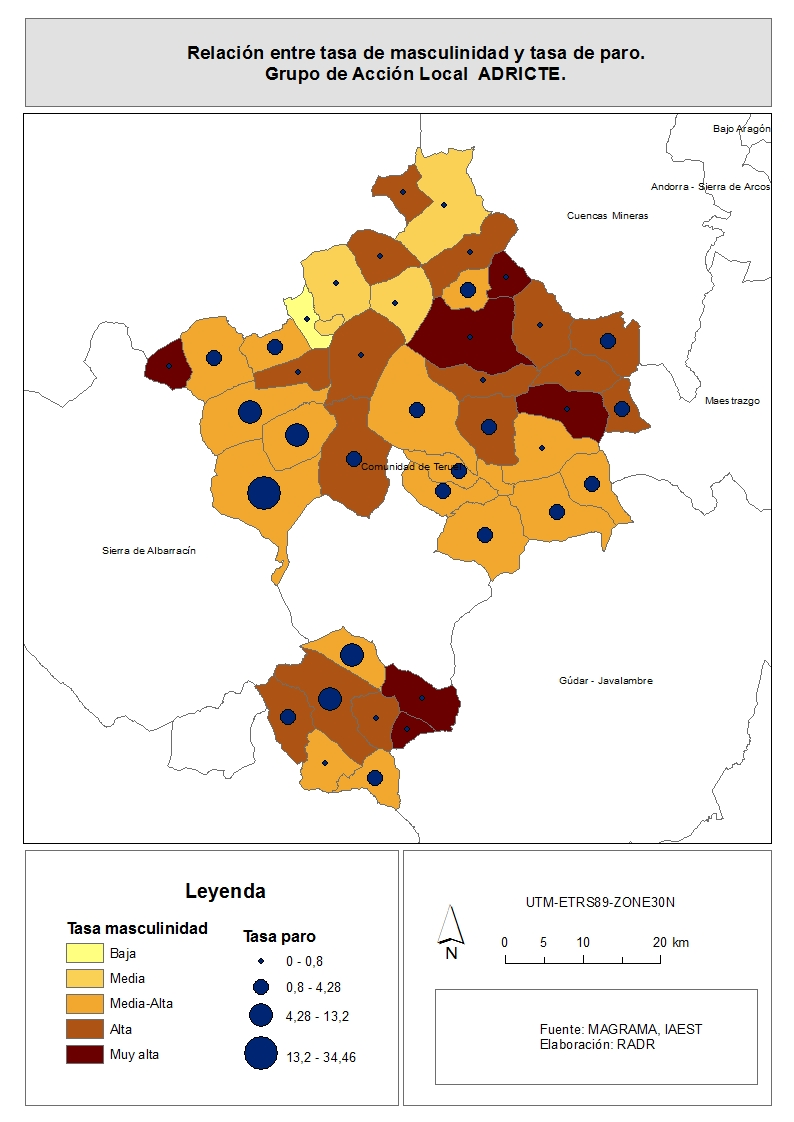 Relación entre tasa de masculinidad y tasa de paro.
Grupo de Acción Local  ADRICTE.
Bajo Aragón
Andorra - Sierra de Arcos
Cuencas Mineras
Maestrazgo
Comunidad de Teruel
Sierra de Albarracín
Gúdar - Javalambre
Leyenda
Tasa masculinidad
Baja
Media
Media-Alta
Alta
Muy alta
Tasa paro
0 - 0,8
0,8 - 4,28
4,28 - 13,2
13,2 - 34,46
N
UTM-ETRS89-ZONE30N
0 5 10 20 km
Fuente: MAGRAMA, IAEST
Elaboración: RADR